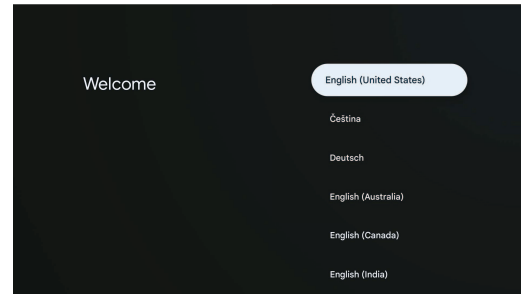 Welcome
English (United States)
Čeština
Deutsch
English (Australia)
English (Canada)
English (India)